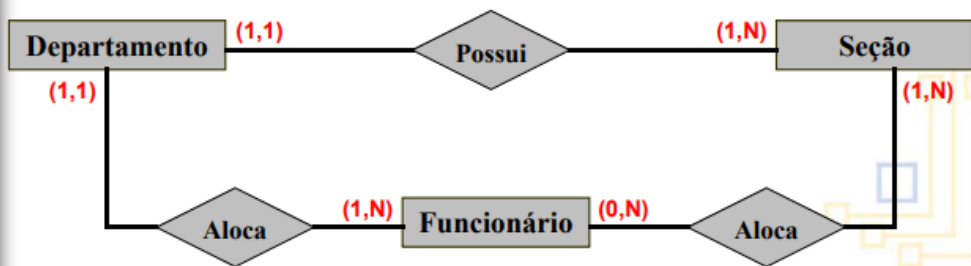 Departamento (1,1) Possui (1,N) Seção
(1,1) (1,N)
Aloca (1,N) Funcionário (0,N) Aloca